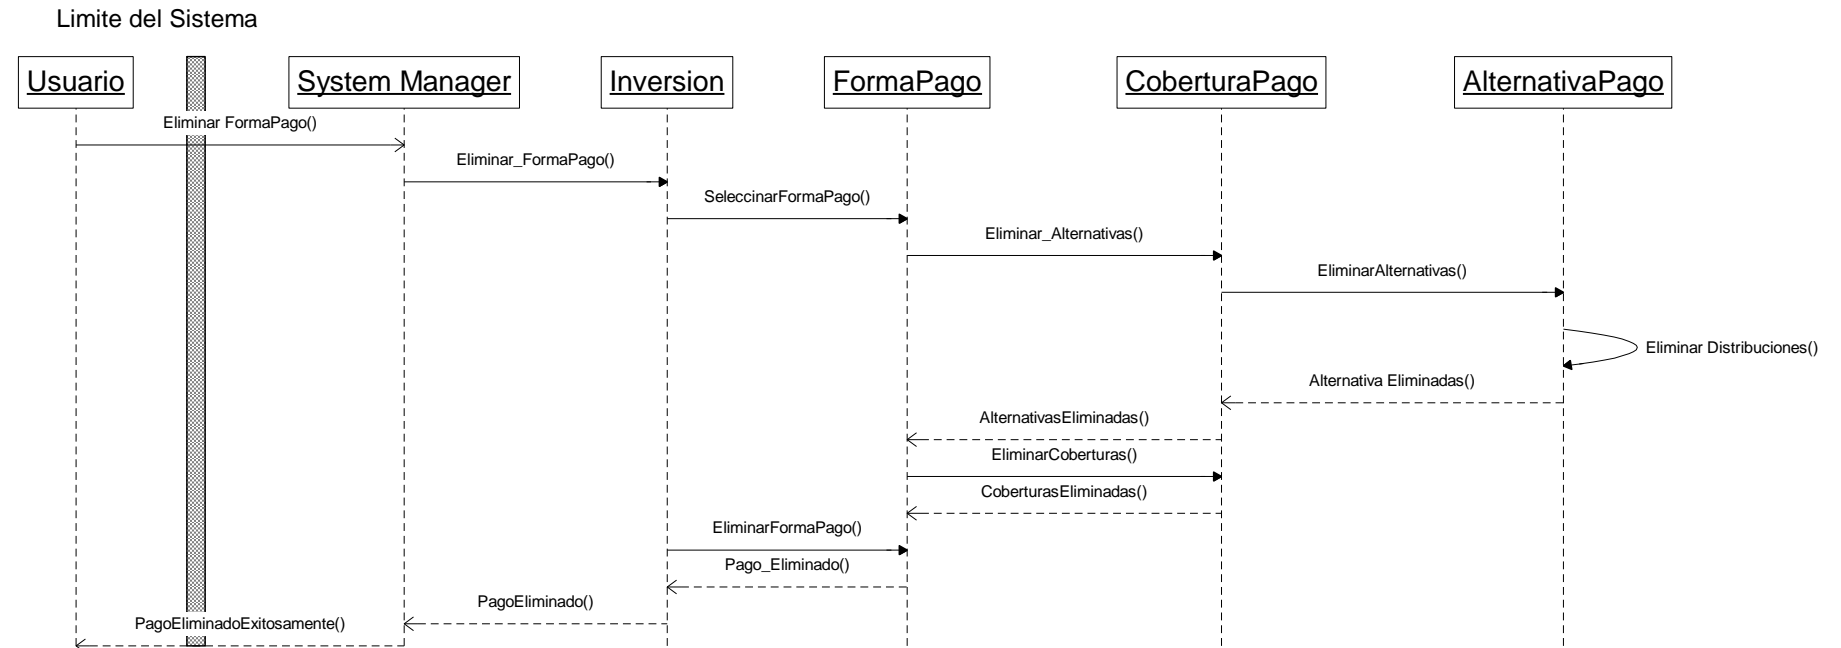 Limite del Sistema
Usuario
System Manager
Inversion
FormaPago
CoberturaPago
AlternativaPago
Eliminar FormaPago()
Eliminar_FormaPago()
SeleccinarFormaPago()
Eliminar_Alternativas()
EliminarAlternativas()
Eliminar Distribuciones()
Alternativa Eliminadas()
AlternativasEliminadas()
EliminarCoberturas()
CoberturasEliminadas()
EliminarFormaPago()
Pago_Eliminado()
PagoEliminado()
PagoEliminadoExitosamente()